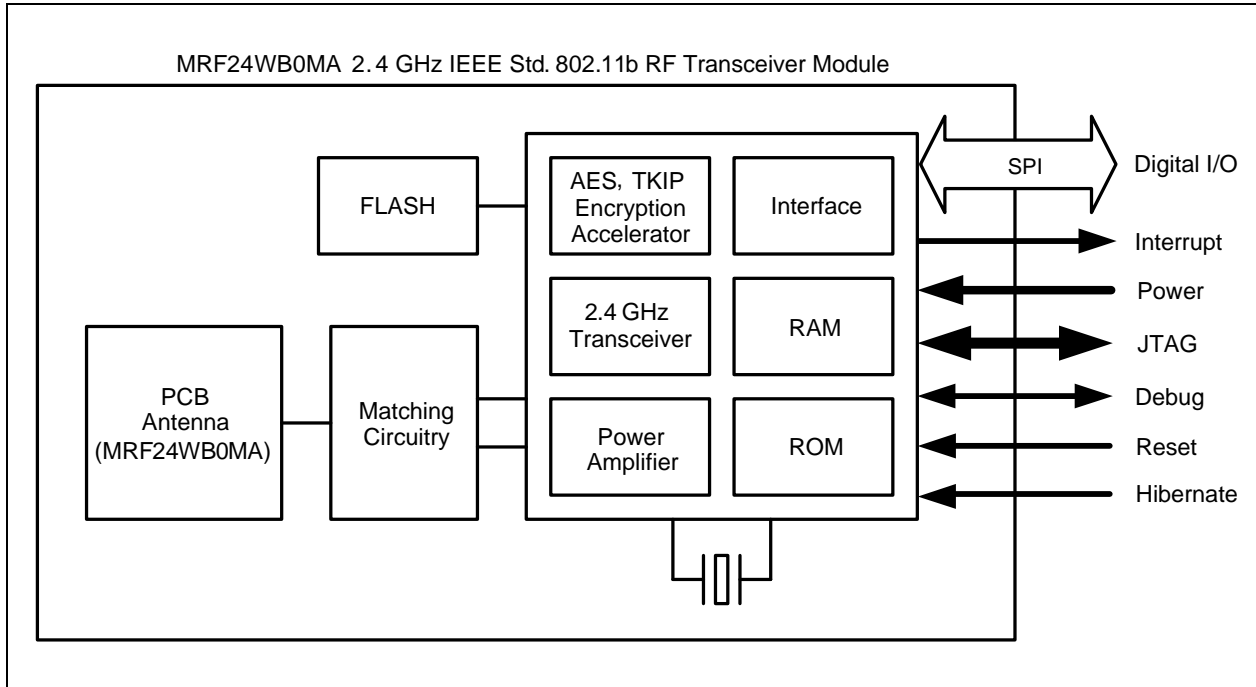 MRF24WB0MA 2.4 GHz IEEE Std. 802.11b RF Transceiver Module
FLASH
AES, TKIP
Encryption
Accelerator
Interface
SPI
Digital I/O
Interrupt
Power
2.4 GHz
Transceiver
RAM
JTAG
PCB
Antenna
(MRF24WB0MA)
Matching
Circuitry
Debug
Power
Amplifier
ROM
Reset
Hibernate